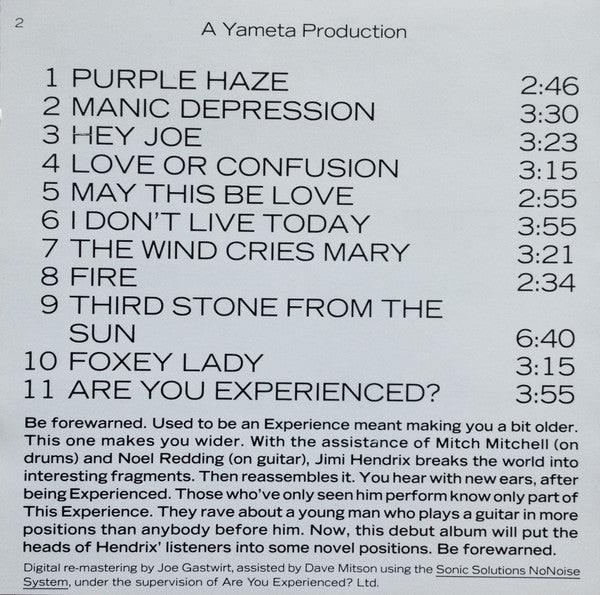 2
A Yameta Production
1 PURPLE HAZE 2:46
2 MANIC DEPRESSION 3:30
3 HEY JOE 3:23
4 LOVE OR CONFUSION 3:15
5 MAY THIS BE LOVE 2:55
6 I DON'T LIVE TODAY 3:55
7 THE WIND CRIES MARY 3:21
8 FIRE 2:34
9 THIRD STONE FROM THE
SUN 6:40
10 FOXEY LADY 3:15
11 ARE YOU EXPERIENCED? 3:55
Be forewarned. Used to be an Experience meant making you a bit older.
This one makes you wider. With the assistance of Mitch Mitchell (on
drums) and Noel Redding (on guitar), Jimi Hendrix breaks the world into
interesting fragments. Then reassembles it. You hear with new ears, after
being Experienced. Those who've only seen him perform know only part of
This Experience. They rave about a young man who plays a guitar in more
positions than anybody before him. Now, this debut album will put the
heads of Hendrix' listeners into some novel positions. Be forewarned.
Digital re-mastering by Joe Gastwirt, assisted by Dave Mitson using the Sonic Solutions NoNoise
System, under the supervision of Are You Experienced? Ltd.